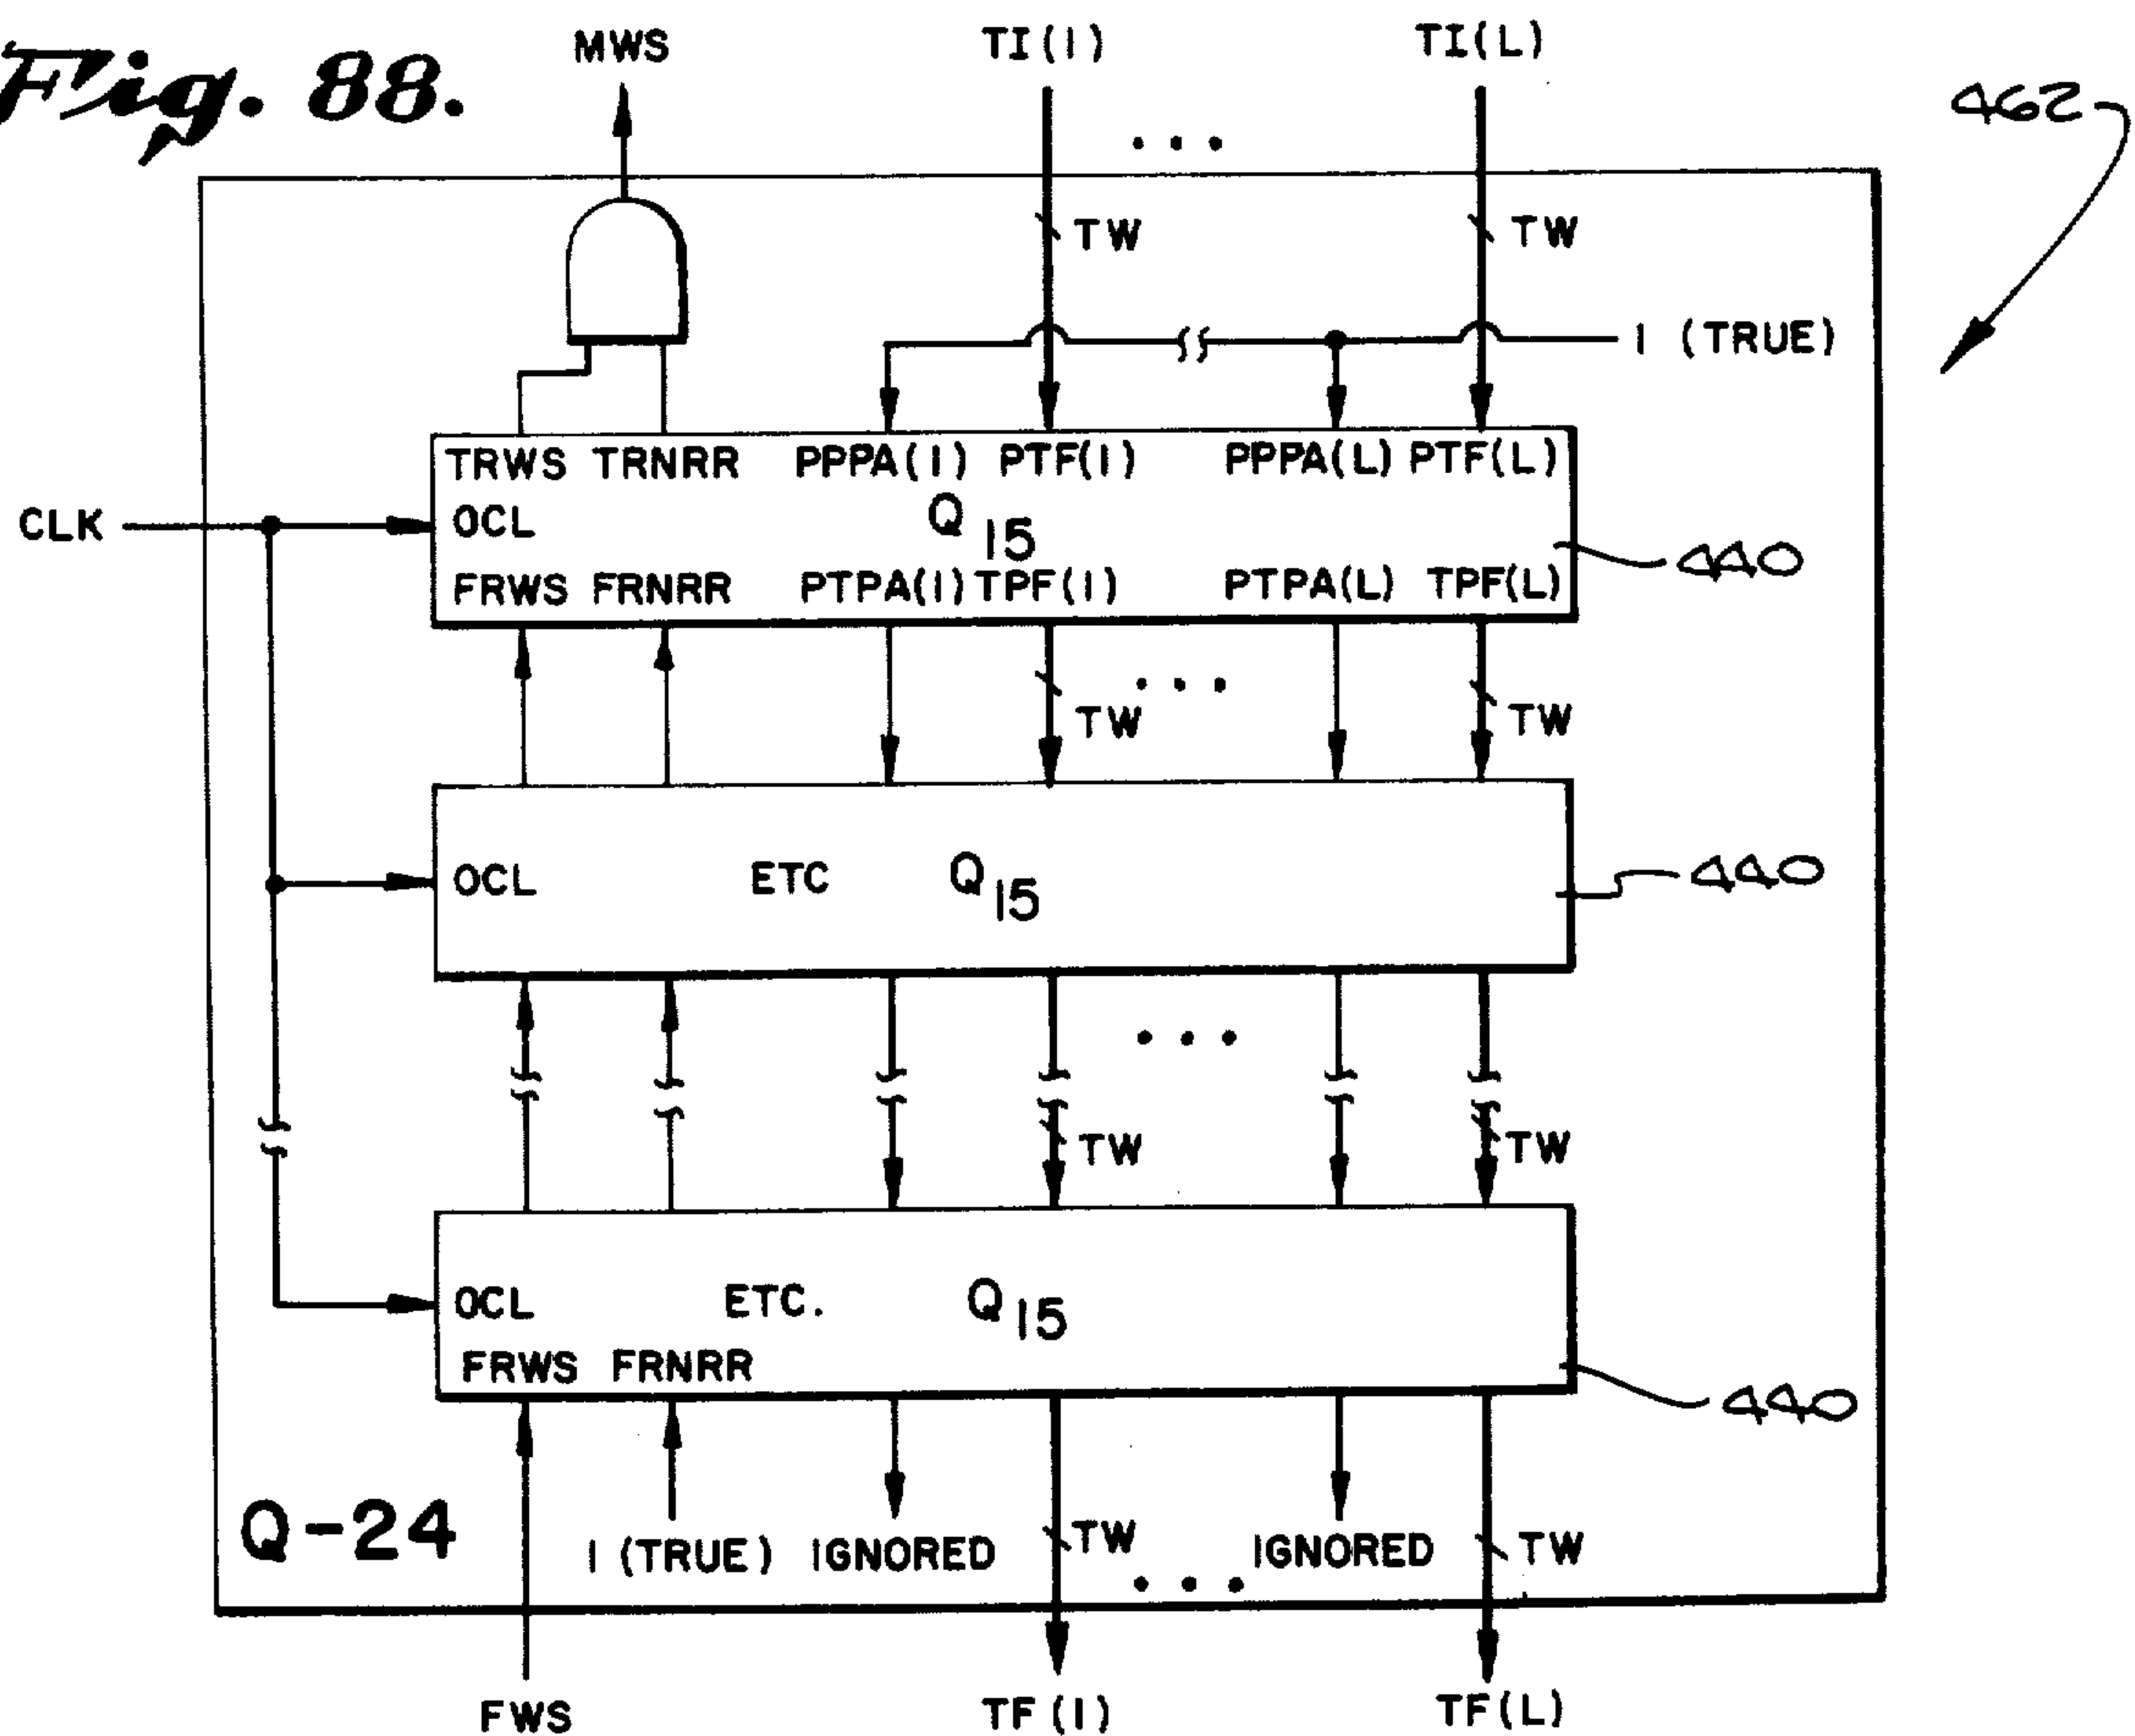 Fig. 88.
MWS TI(1) TI(L)
462
• • •
TW TW
1 (TRUE)
TRWS TRNRR PPPA(1) PTF(1) PPPA(L) PTF(L)
CLK OCL Q15
440
FRWS FRNRR PTPA(1) TPF(1) PTPA(L) TPF(L)
• • •
TW TW
OCL ETC Q15 440
• • •
TW TW
OCL ETC. Q15
FRWS FRNRR
440
Q-24 1 (TRUE) IGNORED TW IGNORED TW
• • •
FWS TF(1) TF(L)